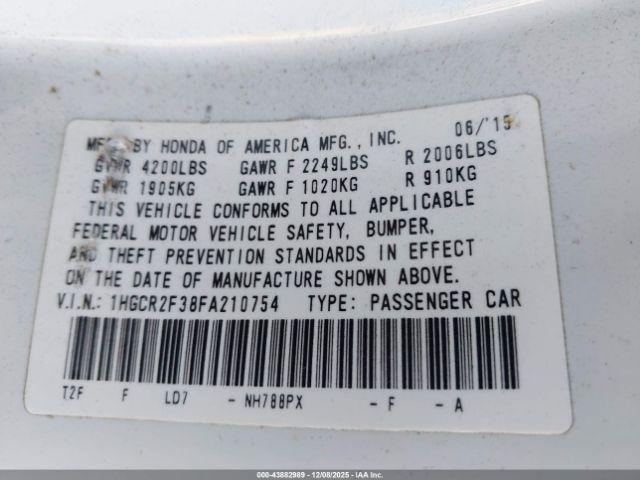 BY HONDA OF AMERICA MFG., INC. 06/'15
GVWR 4200LBS GAWR F 2249LBS R 2006LBS
GVWR 1905KG GAWR F 1020KG R 910KG
THIS VEHICLE CONFORMS TO ALL APPLICABLE
FEDERAL MOTOR VEHICLE SAFETY, BUMPER,
AND THEFT PREVENTION STANDARDS IN EFFECT
ON THE DATE OF MANUFACTURE SHOWN ABOVE.
V.I.N.: 1HGCR2F38FA210754 TYPE: PASSENGER CAR
T2F F LD7 - NH788PX - F - A
000-43882989 - 12/08/2025 - IAA Inc.